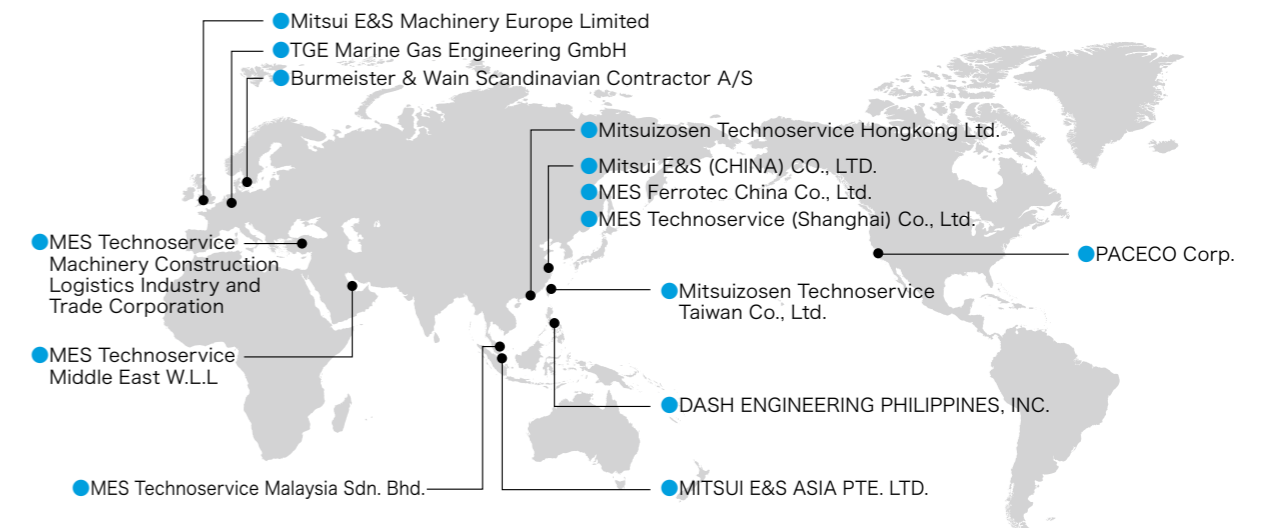 Mitsui E&S Machinery Europe Limited
TGE Marine Gas Engineering GmbH
Burmeister & Wain Scandinavian Contractor A/S
Mitsuizosen Technoservice Hongkong Ltd.
Mitsui E&S (CHINA) CO., LTD.
MES Ferrotec China Co., Ltd.
MES Technoservice (Shanghai) Co., Ltd.
MES Technoservice
Machinery Construction
Logistics Industry and
Trade Corporation
PACECO Corp.
Mitsuizosen Technoservice
Taiwan Co., Ltd.
MES Technoservice
Middle East W.L.L
DASH ENGINEERING PHILIPPINES, INC.
MES Technoservice Malaysia Sdn. Bhd.
MITSUI E&S ASIA PTE. LTD.